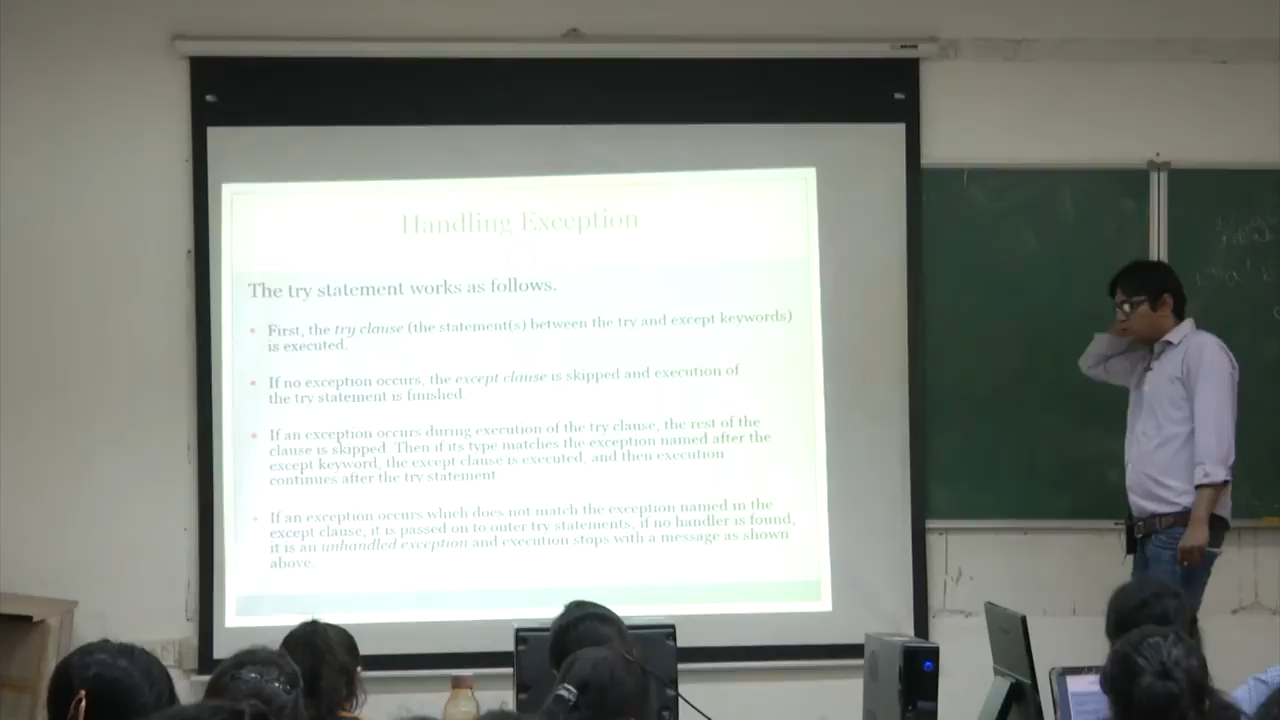 Handling Exception
The try statement works as follows.
First, the try clause (the statement(s) between the try and except keywords)
is executed.
If no exception occurs, the except clause is skipped and execution of
the try statement is finished
If an exception occurs during execution of the try clause, the rest of the
clause is skipped. Then if its type matches the exception named after the
except keyword, the except clause is executed, and then execution
continues after the try statement
If an exception occurs which does not match the exception named in the
except clause, it is passed on to outer try statements, if no handler is found,
it is an unhandled exception and execution stops with a message as shown
above.